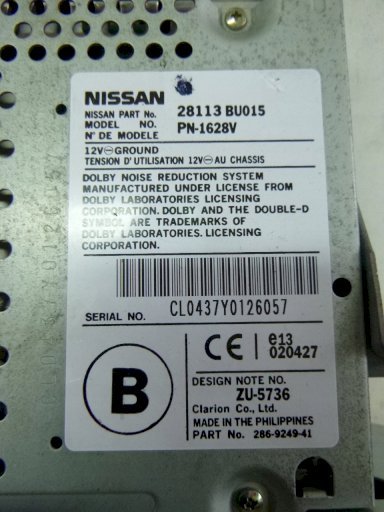 NISSAN
NISSAN PART No. 28113 BU015
MODEL NO. PN-1628V
N° DE MODELE
12V⊖GROUND
TENSION D'UTILISATION 12V⊖AU CHASSIS
DOLBY NOISE REDUCTION SYSTEM
MANUFACTURED UNDER LICENSE FROM
DOLBY LABORATORIES LICENSING
CORPORATION. DOLBY AND THE DOUBLE-D
SYMBOL ARE TRADEMARKS OF
DOLBY LABORATORIES. LICENSING
CORPORATION.
SERIAL NO. CL0437Y0126057
B
CE e13
020427
DESIGN NOTE NO.
ZU-5736
Clarion Co., Ltd.
MADE IN THE PHILIPPINES
PART No. 286-9249-41